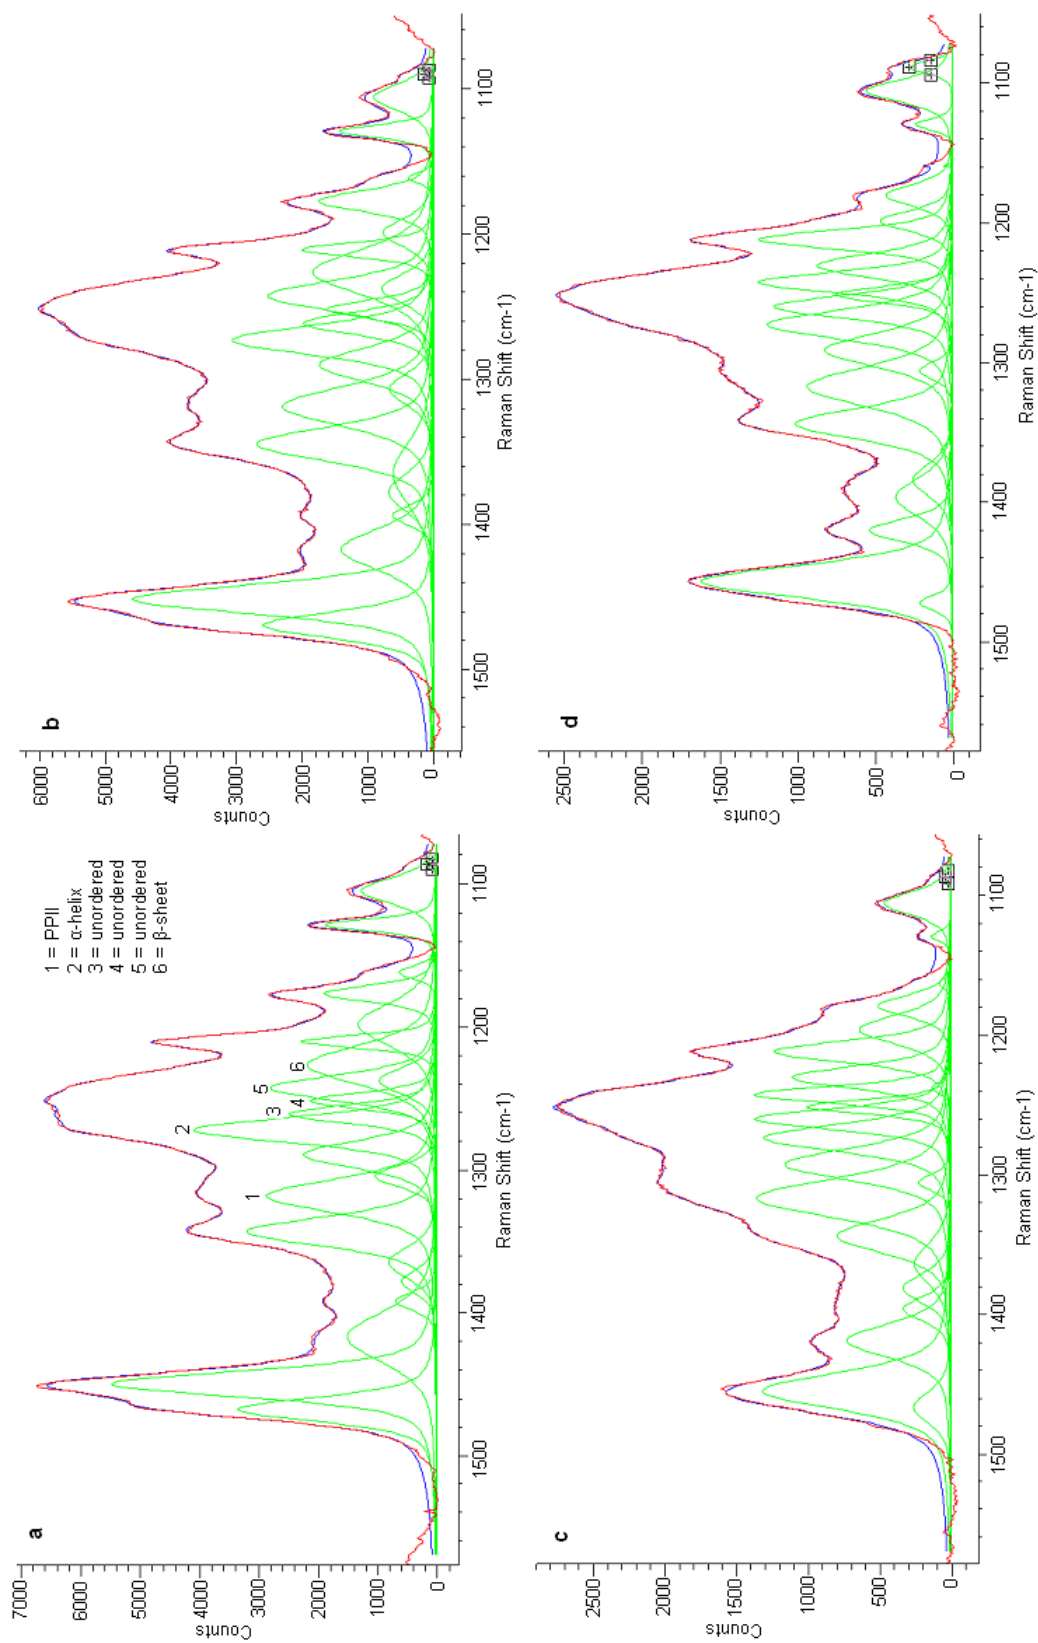 a
1 = PPII
2 = α-helix
3 = unordered
4 = unordered
5 = unordered
6 = β-sheet
7000
6000
5000
4000
3000
2000
1000
0
Counts
1
2
3
4
5
6
1500
1400
1300
1200
1100
Raman Shift (cm-1)
b
6000
5000
4000
3000
2000
1000
0
Counts
1500
1400
1300
1200
1100
Raman Shift (cm-1)
c
2500
2000
1500
1000
500
0
Counts
1500
1400
1300
1200
1100
Raman Shift (cm-1)
d
2500
2000
1500
1000
500
0
Counts
1500
1400
1300
1200
1100
Raman Shift (cm-1)